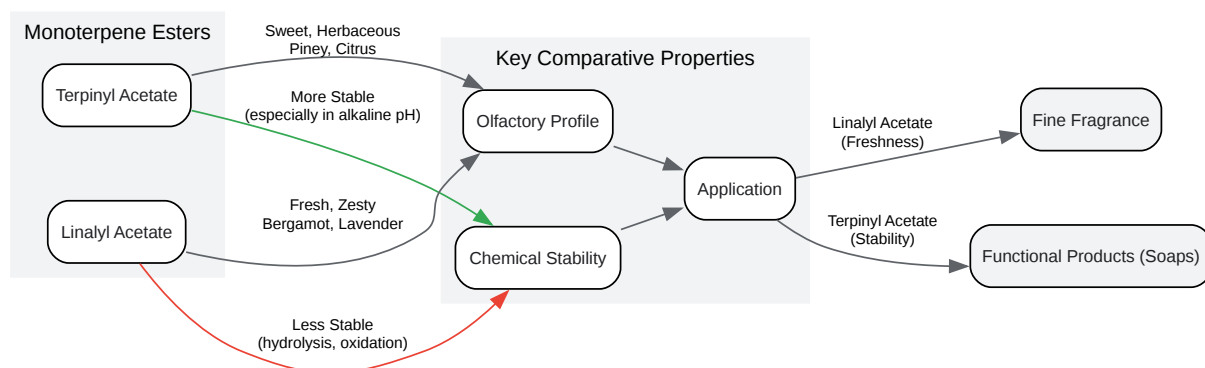 Monoterpene Esters
Terpinyl Acetate
Linalyl Acetate
Sweet, Herbaceous
Piney, Citrus
More Stable
(especially in alkaline pH)
Fresh, Zesty
Bergamot, Lavender
Less Stable
(hydrolysis, oxidation)
Key Comparative Properties
Olfactory Profile
Chemical Stability
Application
Linalyl Acetate
(Freshness)
Terpinyl Acetate
(Stability)
Fine Fragrance
Functional Products (Soaps)